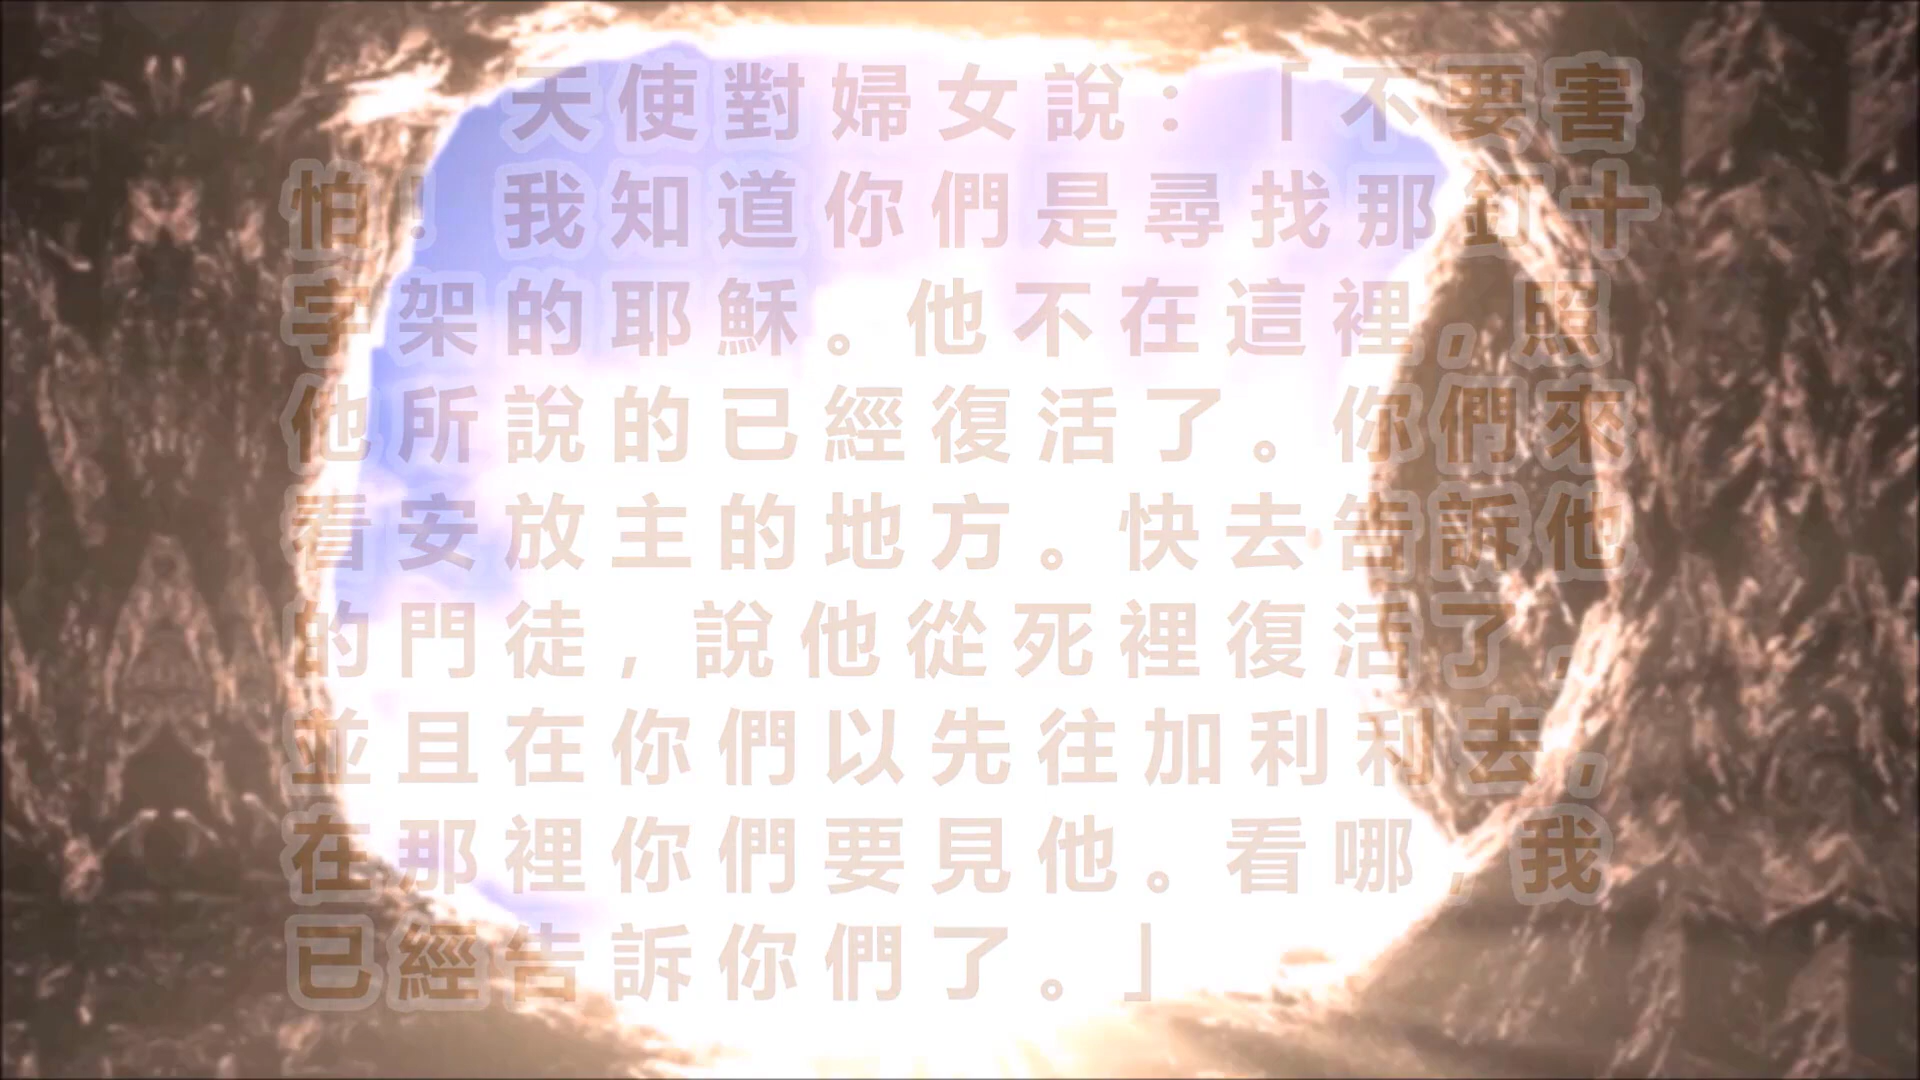 天使對婦女說：「不要害
怕！我知道你們是尋找那釘十
字架的耶穌。他不在這裡，照
他所說的已經復活了。你們來
看安放主的地方。快去告訴他
的門徒，說他從死裡復活了，
並且在你們以先往加利利去，
在那裡你們要見他。看哪，我
已經告訴你們了。」